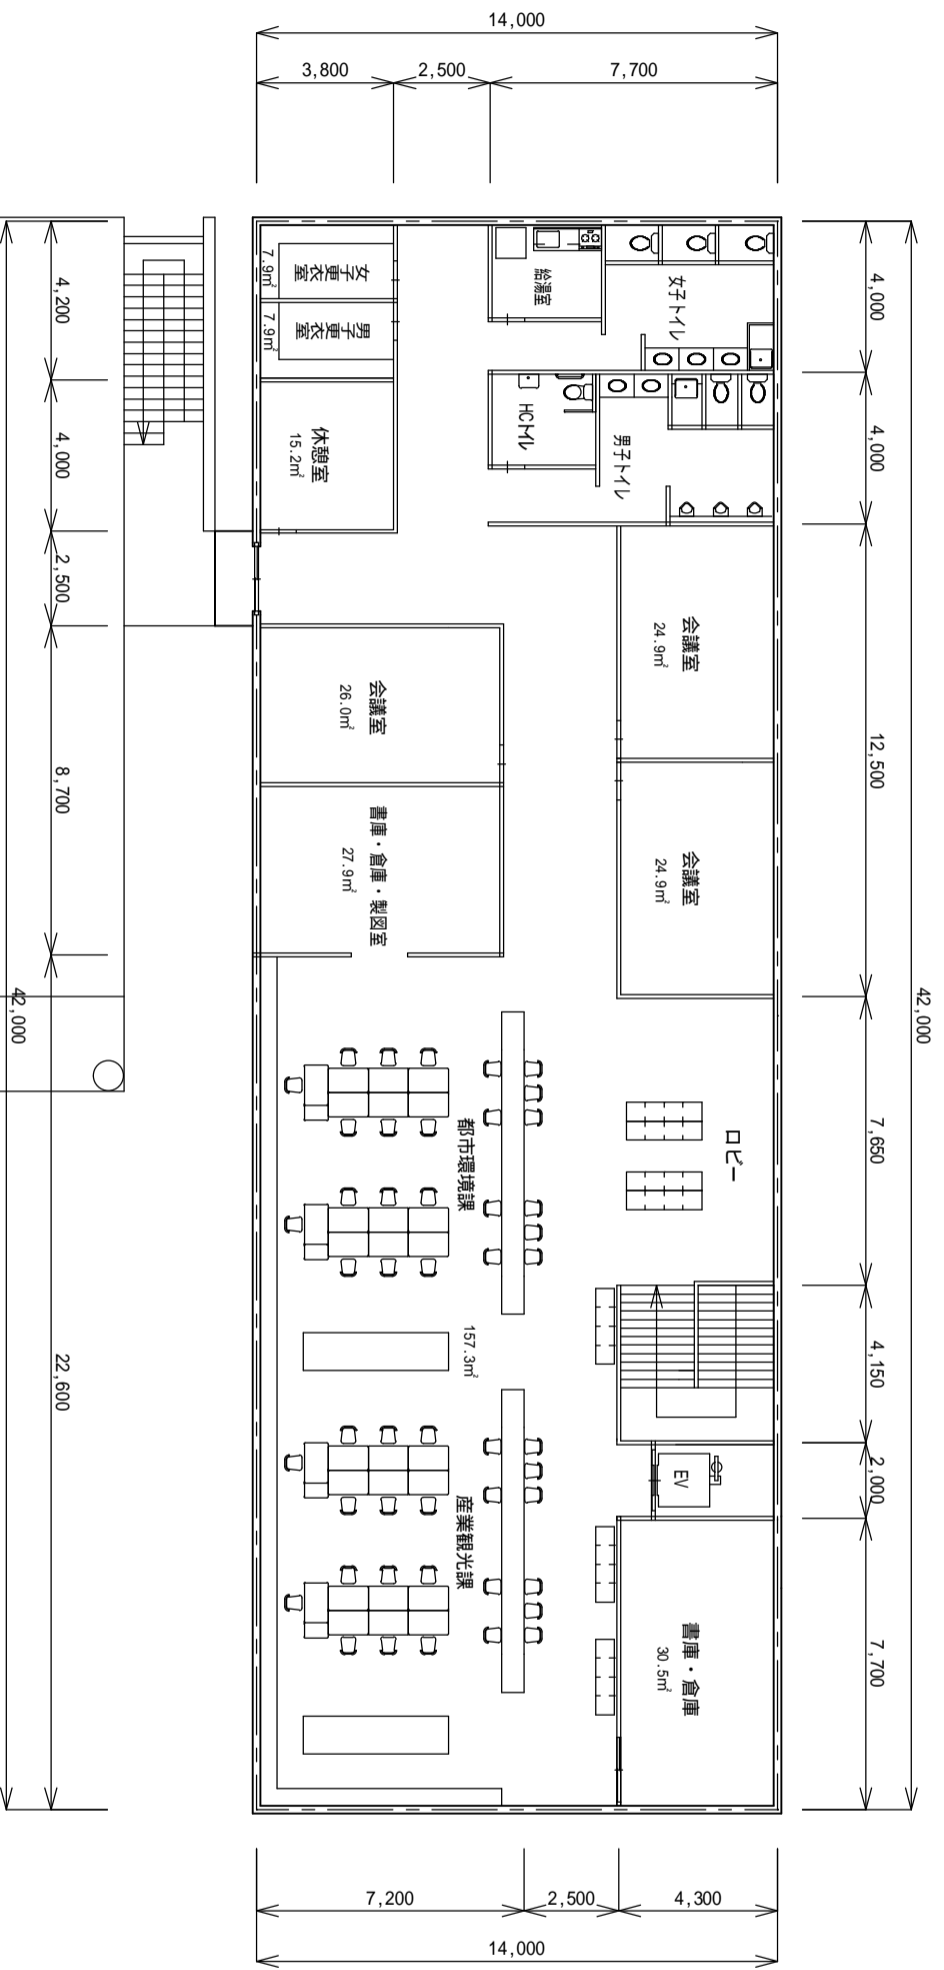 14,000
3,800
2,500
7,700
4,200
4,000
2,500
8,700
22,600
42,000
4,000
4,000
12,500
7,650
4,150
2,000
7,700
42,000
女子更衣室
7.9㎡
男子更衣室
7.9㎡
休憩室
15.2㎡
給湯室
女子トイレ
HCトイレ
男子トイレ
会議室
24.9㎡
会議室
26.0㎡
会議室
24.9㎡
書庫・倉庫・製図室
27.9㎡
ロビー
都市環境課
157.3㎡
EV
産業観光課
書庫・倉庫
30.5㎡
7,200
2,500
4,300
14,000